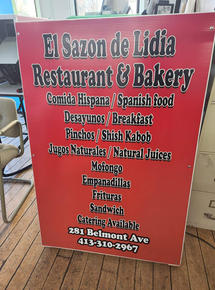 El Sazon de Lidia
Restaurant & Bakery
Comida Hispana / Spanish food
Desayunos / Breakfast
Pinchos / Shish Kabob
Jugos Naturales / Natural Juices
Mofongo
Empanadillas
Frituras
Sandwich
Catering Available
281 Belmont Ave
413-310-2967